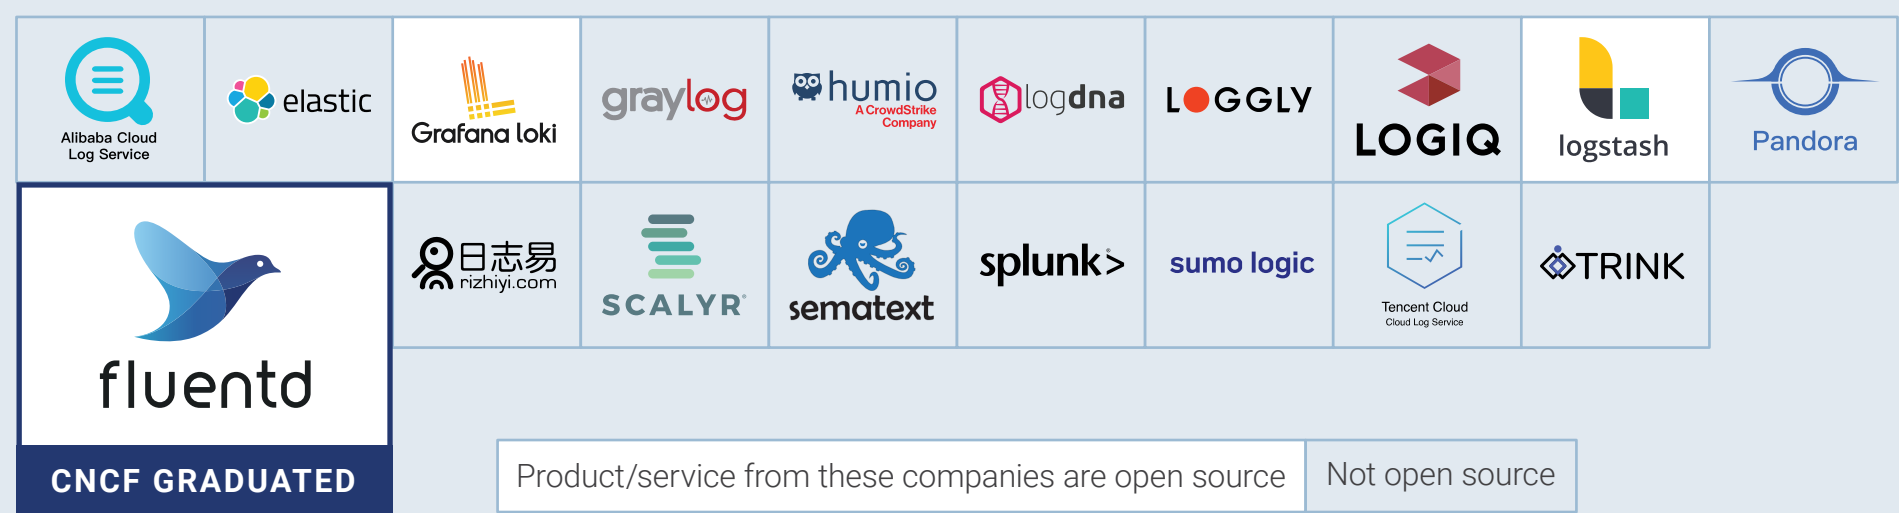 Alibaba Cloud
Log Service
elastic
Grafana loki
graylog
humio
A CrowdStrike
Company
logdna
LOGGLY
LOGIQ
logstash
Pandora
fluentd
CNCF GRADUATED
日志易
rizhiyi.com
SCALYR
sematext
splunk>
sumo logic
Tencent Cloud
Cloud Log Service
TRINK
Product/service from these companies are open source
Not open source